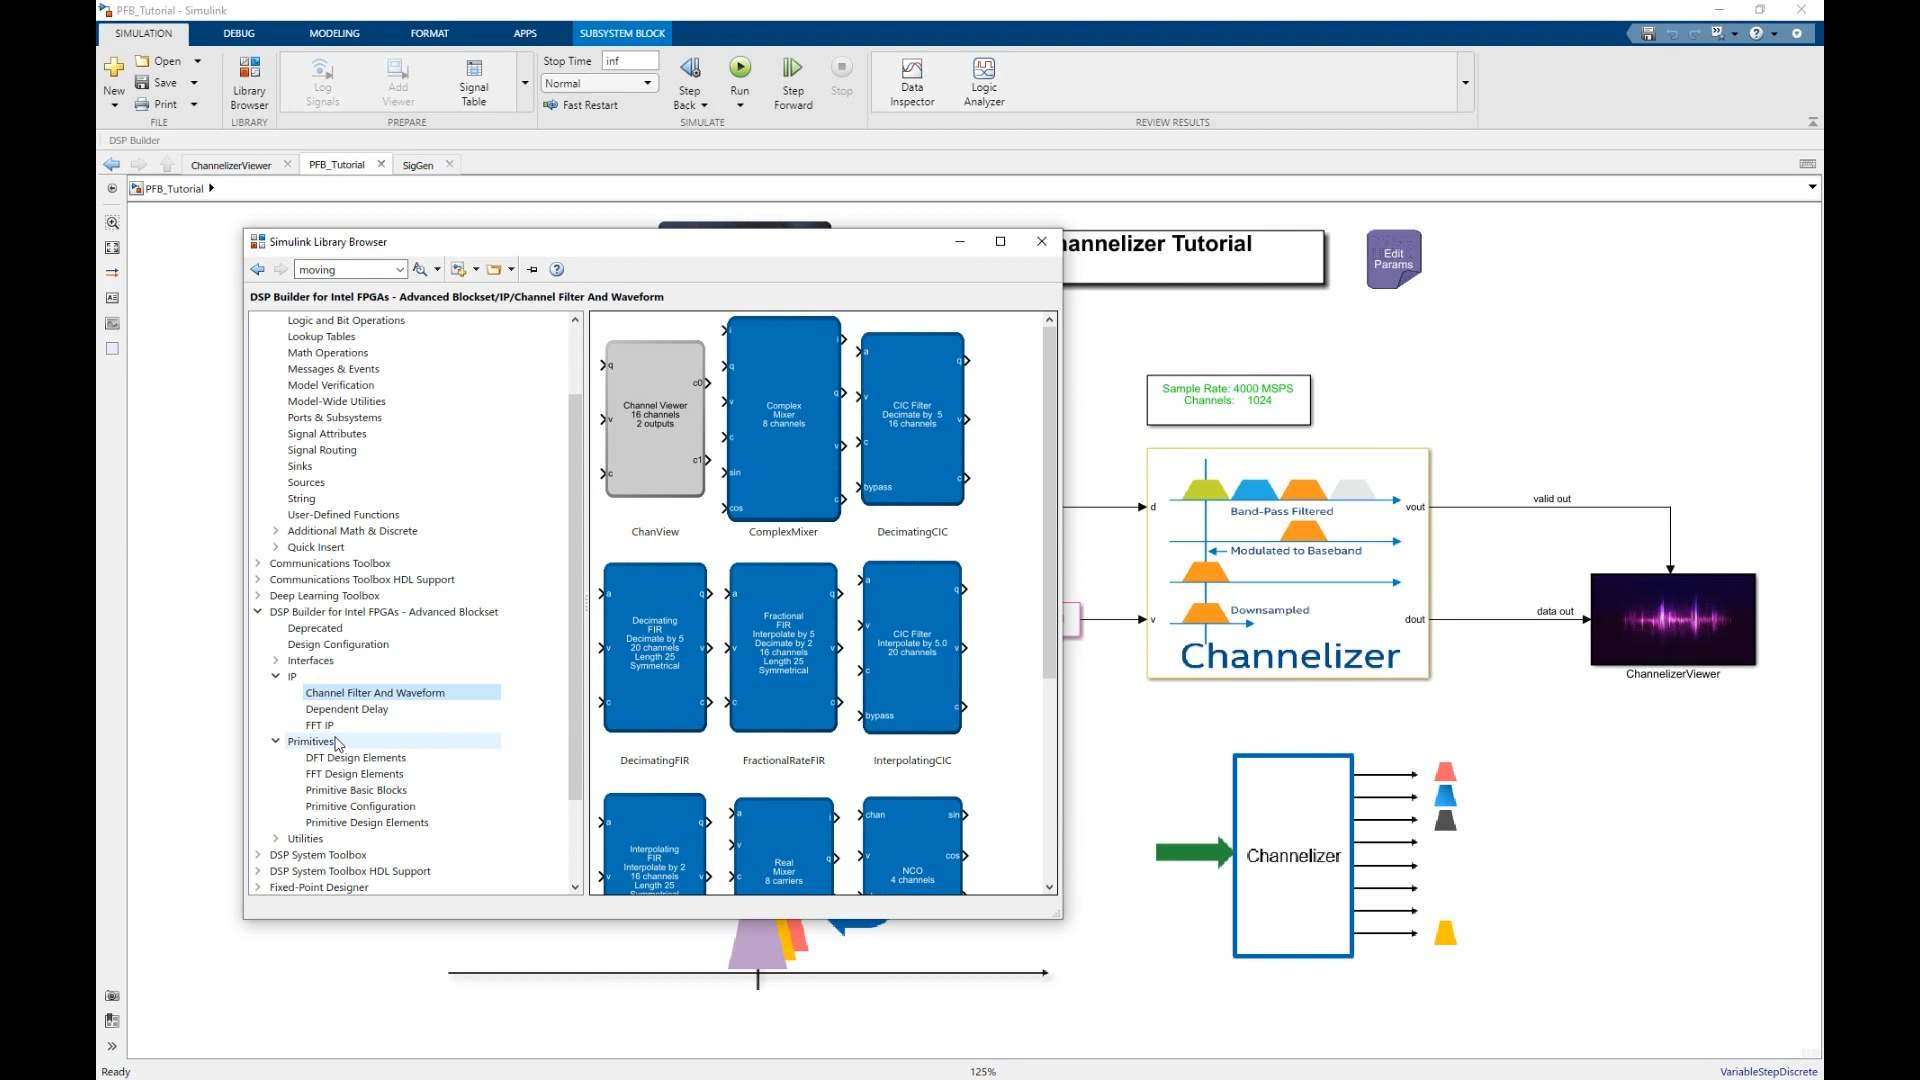 PFB_Tutorial - Simulink
SIMULATION
DEBUG
MODELING
FORMAT
APPS
SUBSYSTEM BLOCK
New
Open
Save
Print
FILE
Library
Browser
LIBRARY
Log
Signals
Add
Viewer
Signal
Table
PREPARE
Stop Time
inf
Normal
Fast Restart
Step
Back
Run
Step
Forward
Stop
SIMULATE
Data
Inspector
Logic
Analyzer
REVIEW RESULTS
DSP Builder
ChannelizerViewer
PFB_Tutorial
SigGen
PFB_Tutorial
Simulink Library Browser
moving
DSP Builder for Intel FPGAs - Advanced Blockset/IP/Channel Filter And Waveform
Logic and Bit Operations
Lookup Tables
Math Operations
Messages & Events
Model Verification
Model-Wide Utilities
Ports & Subsystems
Signal Attributes
Signal Routing
Sinks
Sources
String
User-Defined Functions
Additional Math & Discrete
Quick Insert
Communications Toolbox
Communications Toolbox HDL Support
Deep Learning Toolbox
DSP Builder for Intel FPGAs - Advanced Blockset
Deprecated
Design Configuration
Interfaces
IP
Channel Filter And Waveform
Dependent Delay
FFT IP
Primitives
DFT Design Elements
FFT Design Elements
Primitive Basic Blocks
Primitive Configuration
Primitive Design Elements
Utilities
DSP System Toolbox
DSP System Toolbox HDL Support
Fixed-Point Designer
q
v
c
Channel Viewer
16 channels
2 outputs
c0
c1
ChanView
i
q
v
c
sin
cos
Complex
Mixer
8 channels
i
q
v
c
ComplexMixer
a
v
c
bypass
CIC Filter
Decimate by 5
16 channels
q
v
c
DecimatingCIC
a
v
c
Decimating
FIR
Decimate by 5
20 channels
Length 25
Symmetrical
q
v
c
DecimatingFIR
a
v
c
Fractional
FIR
Interpolate by 5
Decimate by 2
16 channels
Length 25
Symmetrical
q
v
c
FractionalRateFIR
a
v
c
bypass
CIC Filter
Interpolate by 5.0
20 channels
q
v
c
InterpolatingCIC
a
v
Interpolating
FIR
Interpolate by 2
16 channels
Length 25
Symmetrical
q
v
a
v
c
Real
Mixer
8 carriers
i
q
chan
v
NCO
4 channels
sin
cos
annelizer Tutorial
Edit
Params
Sample Rate: 4000 MSPS
Channels: 1024
d
v
Band-Pass Filtered
Modulated to Baseband
Downsampled
Channelizer
vout
dout
valid out
data out
ChannelizerViewer
Channelizer
Ready
125%
VariableStepDiscrete